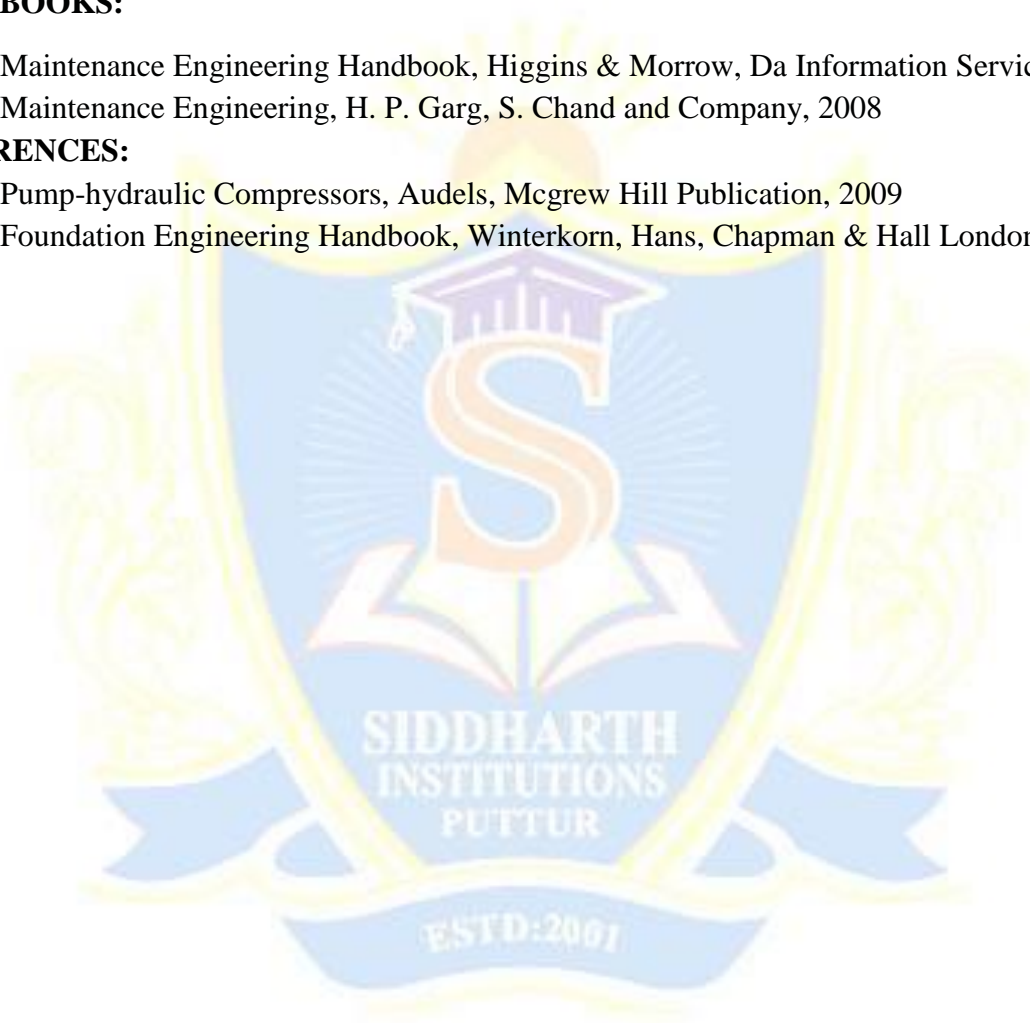 BOOKS:
Maintenance Engineering Handbook, Higgins & Morrow, Da Information Servic
Maintenance Engineering, H. P. Garg, S. Chand and Company, 2008
RENCES:
Pump-hydraulic Compressors, Audels, Mcgrew Hill Publication, 2009
Foundation Engineering Handbook, Winterkorn, Hans, Chapman & Hall London
S
SIDDHARTH
INSTITUTIONS
PUTTUR
ESTD:2001